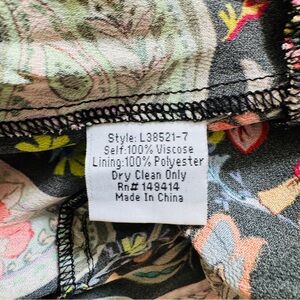 Style: L38521-7
Self:100% Viscose
Lining:100% Polyester
Dry Clean Only
Rn# 149414
Made In China